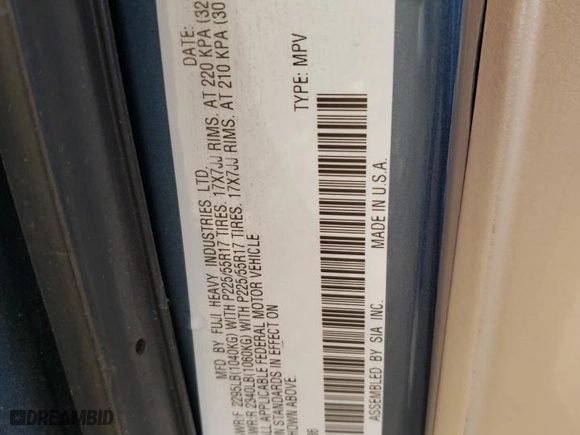 MFD BY FUJI HEAVY INDUSTRIES LTD. DATE:
2295LB(1040KG) WITH P225/55R17 TIRES. 17X7JJ RIMS. AT 220 KPA (32
2340LB(1060KG) WITH P225/55R17 TIRES. 17X7JJ RIMS. AT 210 KPA (30
ALL APPLICABLE FEDERAL MOTOR VEHICLE
STANDARDS IN EFFECT ON
SHOWN ABOVE.
TYPE: MPV
ASSEMBLED BY SIA INC. MADE IN U.S.A.
DREAMBID